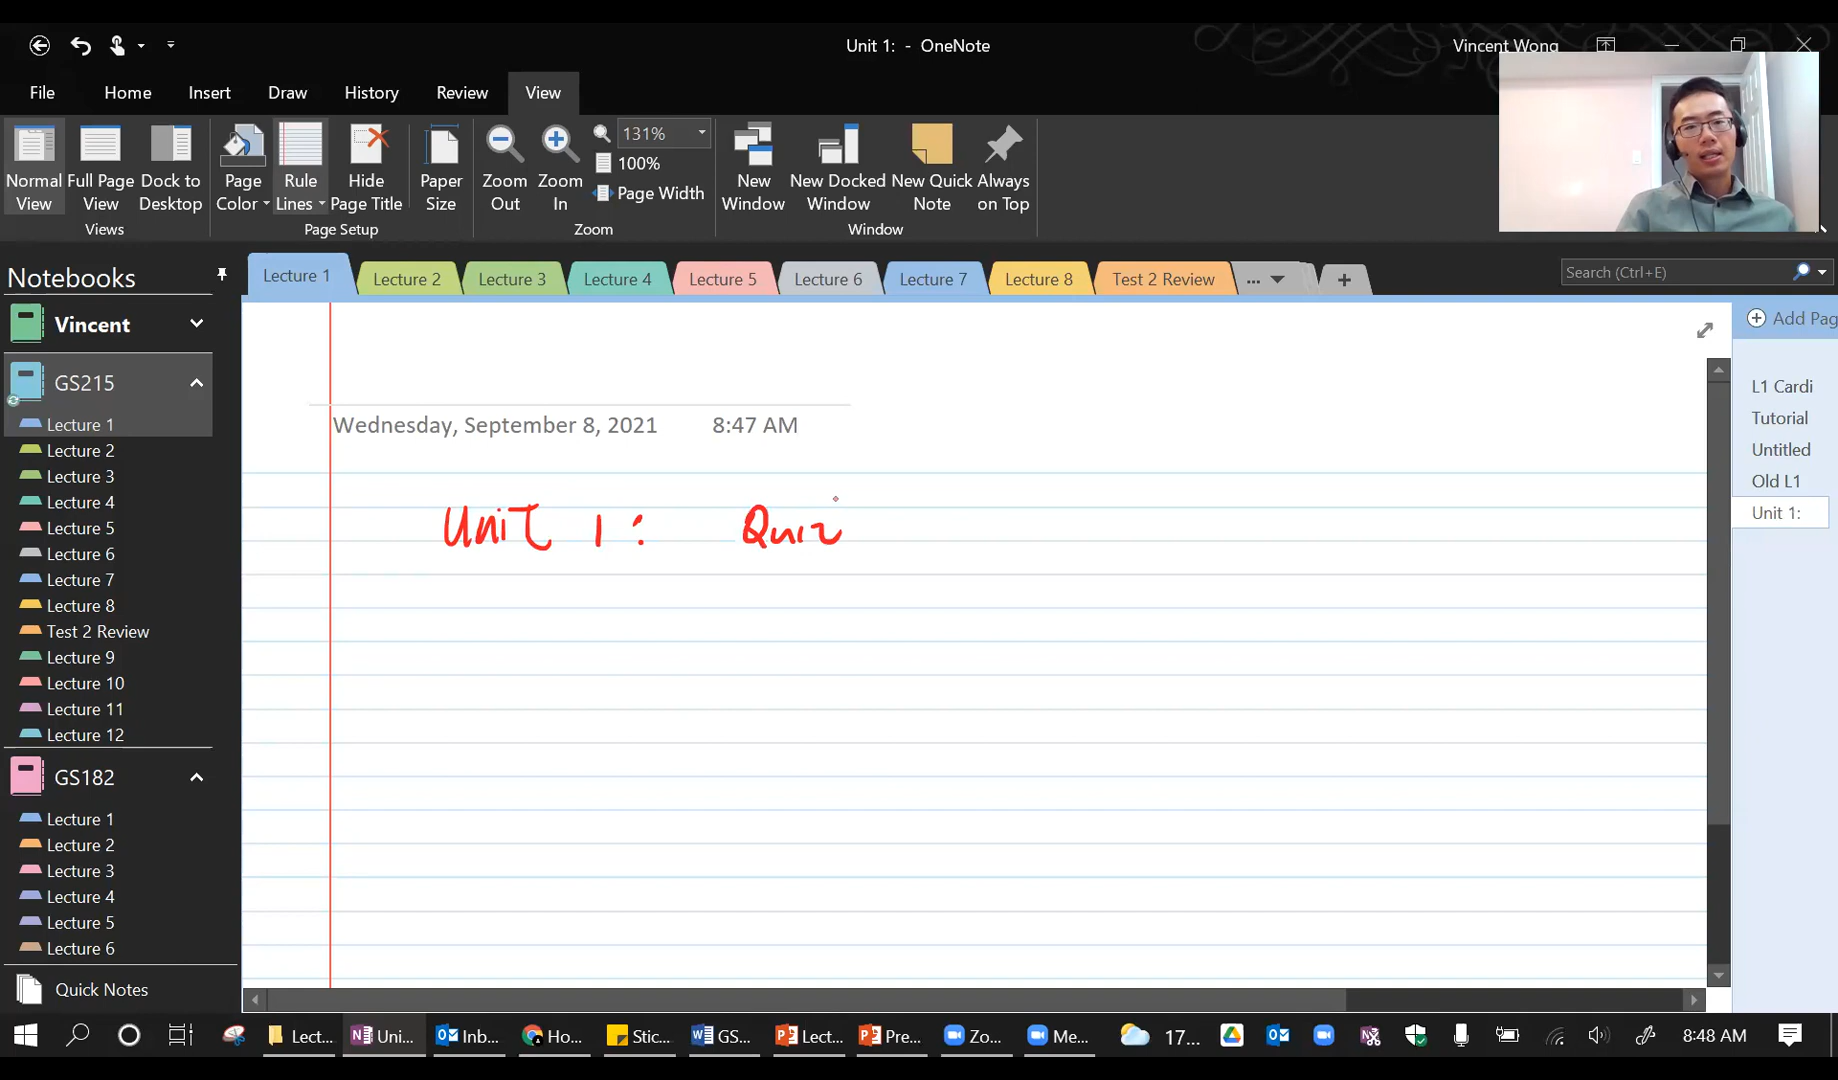 Unit 1: - OneNote
Vincent Wong
File Home Insert Draw History Review View
Normal View
Full Page View
Dock to Desktop
Views
Page Color
Rule Lines
Hide Page Title
Paper Size
Page Setup
Zoom Out
Zoom In
131%
100%
Page Width
Zoom
New Window
New Docked Window
New Quick Note
Always on Top
Window
Notebooks
Lecture 1 Lecture 2 Lecture 3 Lecture 4 Lecture 5 Lecture 6 Lecture 7 Lecture 8 Test 2 Review ...
Search (Ctrl+E)
Vincent
GS215
Lecture 1
Lecture 2
Lecture 3
Lecture 4
Lecture 5
Lecture 6
Lecture 7
Lecture 8
Test 2 Review
Lecture 9
Lecture 10
Lecture 11
Lecture 12
GS182
Lecture 1
Lecture 2
Lecture 3
Lecture 4
Lecture 5
Lecture 6
Quick Notes
Wednesday, September 8, 2021 8:47 AM
Unit 1: Quiz
Add Pag
L1 Cardi
Tutorial
Untitled
Old L1
Unit 1:
Lect... Uni... Inb... Ho... Stic... GS... Lect... Pre... Zo... Me... 17... 8:48 AM